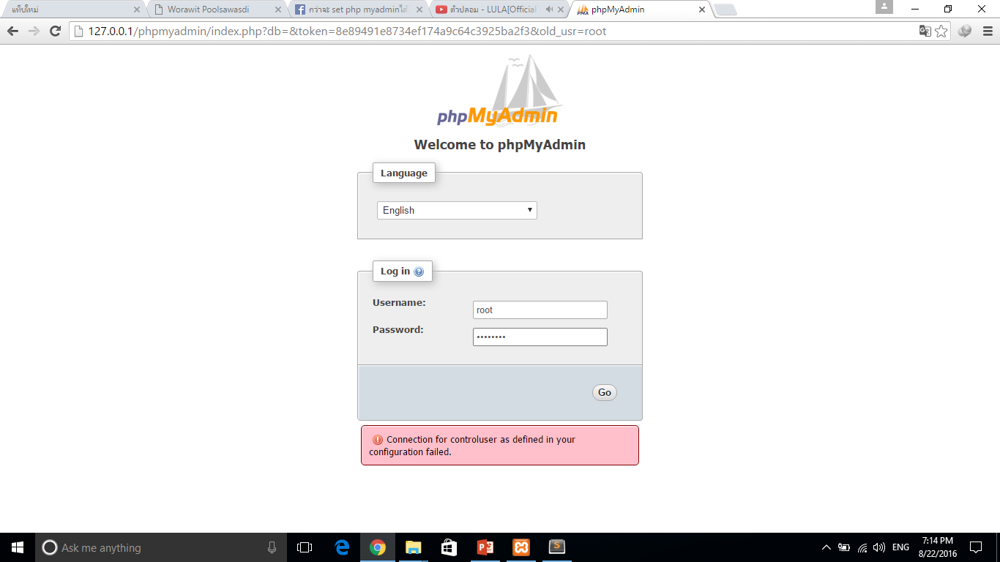 แท็บใหม่
Worawit Poolsawasdi
กว่าจะ set php myadminได้
ตัวปลอม - LULA[Official
phpMyAdmin
127.0.0.1/phpmyadmin/index.php?db=&token=8e89491e8734ef174a9c64c3925ba2f3&old_usr=root
phpMyAdmin
Welcome to phpMyAdmin
Language
English
Log in
Username:
root
Password:
••••••••
Go
Connection for controluser as defined in your
configuration failed.
Ask me anything
ENG
7:14 PM
8/22/2016